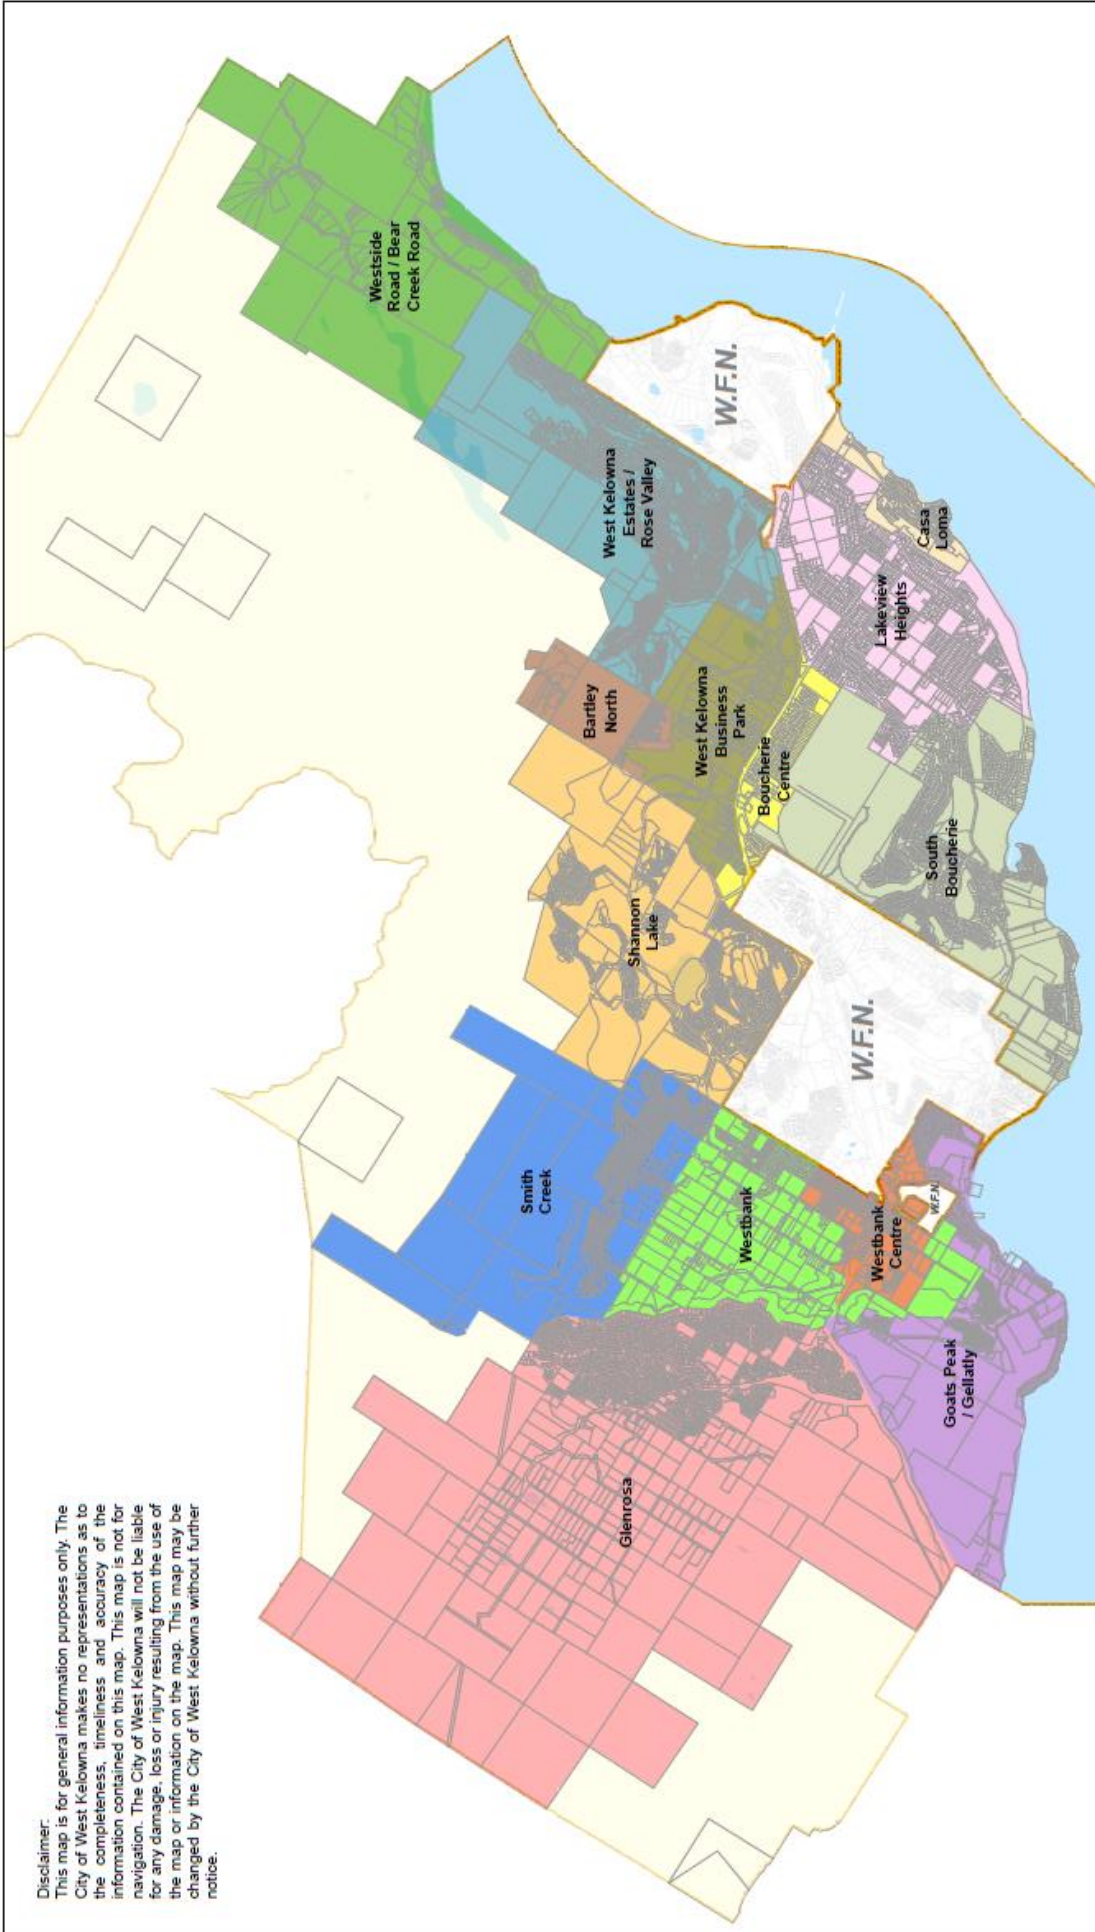 Disclaimer:
This map is for general information purposes only. The
City of West Kelowna makes no representations as to
the completeness, timeliness and accuracy of the
information contained on this map. This map is not for
navigation. The City of West Kelowna will not be liable
for any damage, loss or injury resulting from the use of
the map or information on the map. This map may be
changed by the City of West Kelowna without further
notice.
Glenrosa
Smith
Creek
Westbank
Westbank
Centre
Goats Peak
/ Gellatly
W.F.N.
W.F.N.
Shannon
Lake
South
Boucherie
Boucherie
Centre
West Kelowna
Business
Park
Bartley
North
West Kelowna
Estates /
Rose Valley
Lakeview
Heights
Casa
Loma
W.F.N.
Westside
Road / Bear
Creek Road